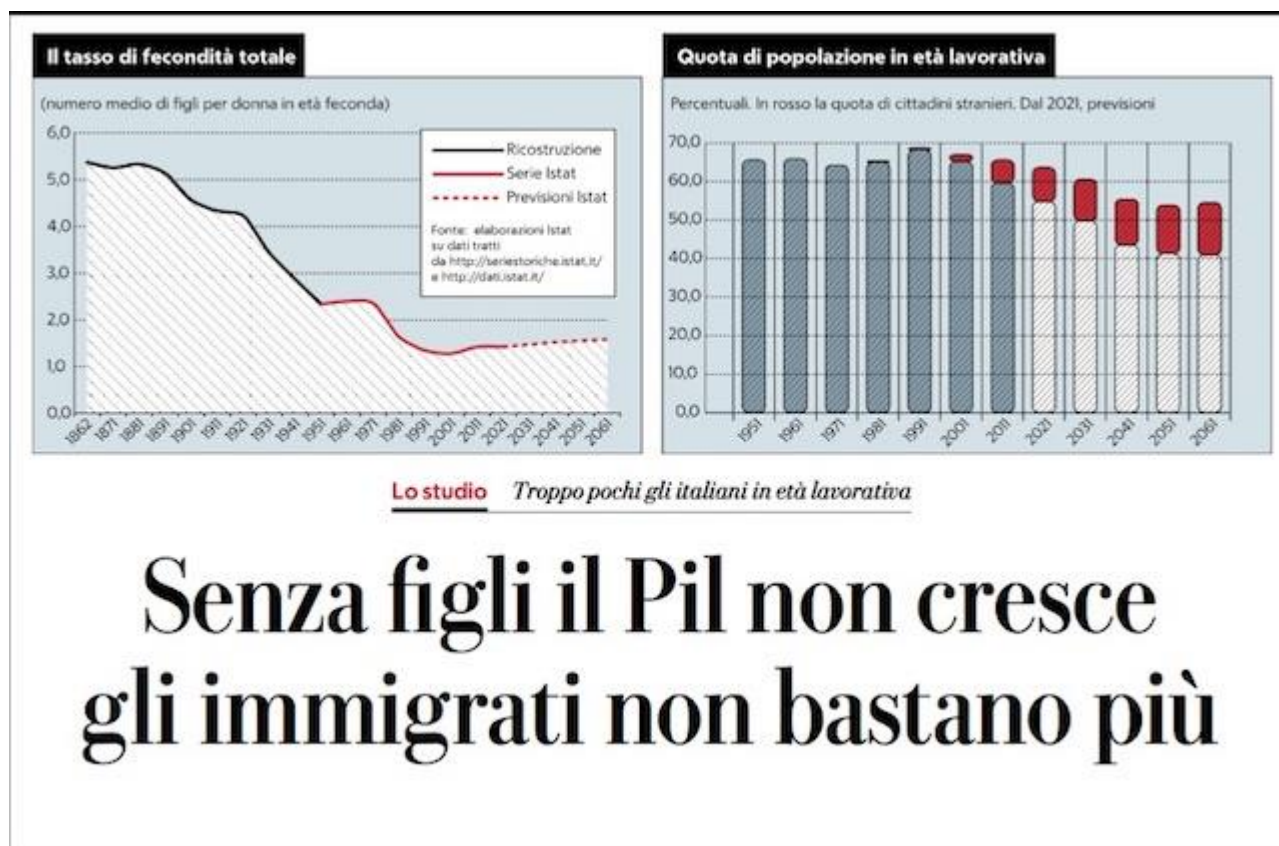 Il tasso di fecondità totale
(numero medio di figli per donna in età feconda)
6,0
5,0
4,0
3,0
2,0
1,0
0,0
Ricostruzione
Serie Istat
Previsioni Istat
Fonte: elaborazioni Istat
su dati tratti
da http://seriestoriche.istat.it/
e http://dati.istat.it/
1862 1871 1881 1891 1901 1911 1921 1931 1941 1951 1961 1971 1981 1991 2001 2011 2021 2031 2041 2051 2061
Quota di popolazione in età lavorativa
Percentuali. In rosso la quota di cittadini stranieri. Dal 2021, previsioni
70,0
60,0
50,0
40,0
30,0
20,0
10,0
0,0
1951 1961 1971 1981 1991 2001 2011 2021 2031 2041 2051 2061
Lo studio Troppo pochi gli italiani in età lavorativa
Senza figli il Pil non cresce
gli immigrati non bastano più